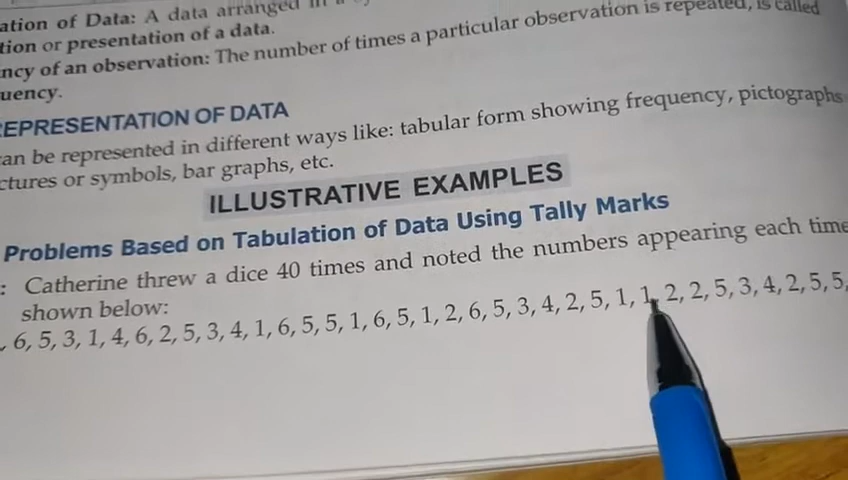 ation of Data: A data arranged in a
tion or presentation of a data.
ncy of an observation: The number of times a particular observation is repeated, is called
uency.
EPRESENTATION OF DATA
an be represented in different ways like: tabular form showing frequency, pictographs
ctures or symbols, bar graphs, etc.
ILLUSTRATIVE EXAMPLES
Problems Based on Tabulation of Data Using Tally Marks
: Catherine threw a dice 40 times and noted the numbers appearing each time
shown below:
, 6, 5, 3, 1, 4, 6, 2, 5, 3, 4, 1, 6, 5, 5, 1, 6, 5, 1, 2, 6, 5, 3, 4, 2, 5, 1, 1, 2, 2, 5, 3, 4, 2, 5, 5,